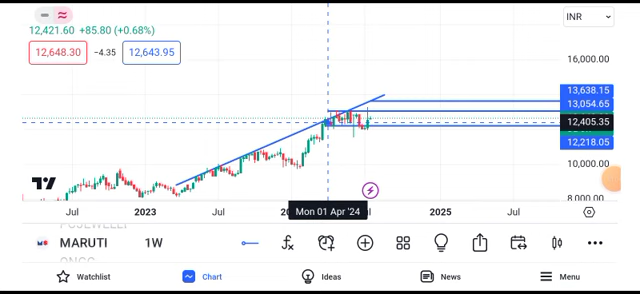 INR
12,421.60 +85.80 (+0.68%)
12,648.30 -4.35 12,643.95
16,000.00
13,638.15
13,054.65
12,405.35
12,218.05
10,000.00
8,000.00
Mon 01 Apr '24
Jul 2023 Jul 2025 Jul
MARUTI 1W
ONGC
Watchlist Chart Ideas News Menu